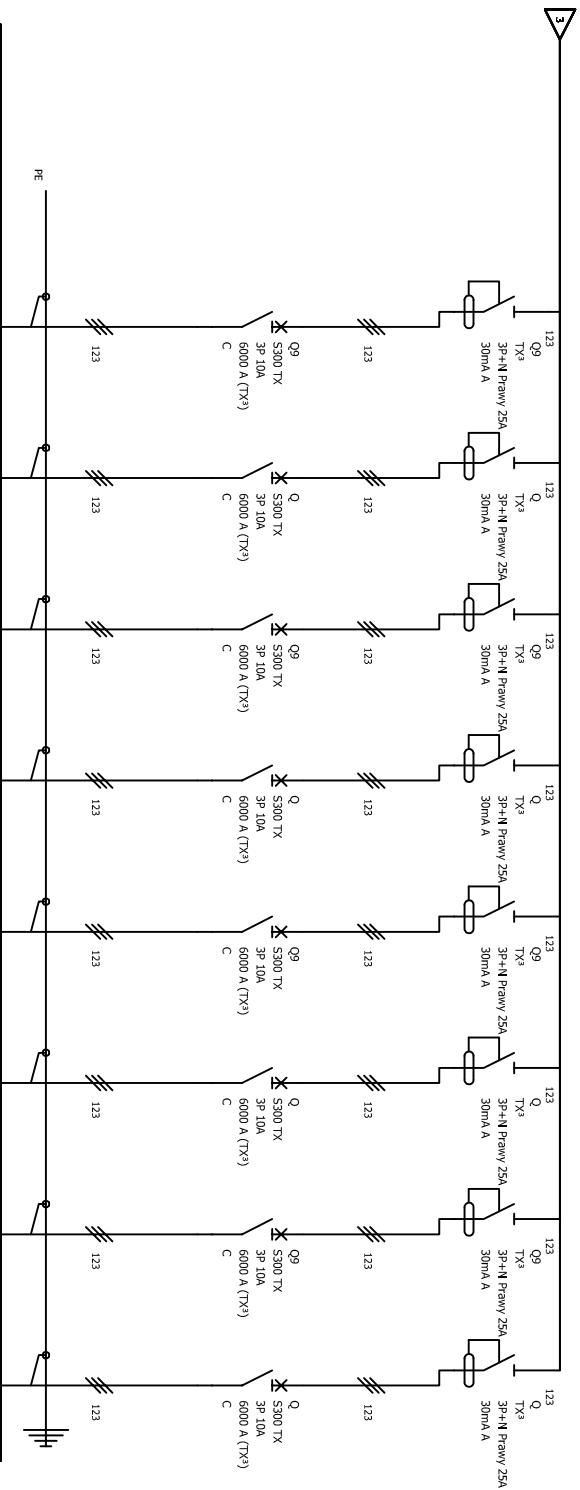 3
PE
123
Q9
TX³
3P+N Prawy 25A
30mA A
123
Q9
S300 TX
3P 10A
6000 A (TX³)
C
123
123
Q
TX³
3P+N Prawy 25A
30mA A
123
Q
S300 TX
3P 10A
6000 A (TX³)
C
123
123
Q9
TX³
3P+N Prawy 25A
30mA A
123
Q9
S300 TX
3P 10A
6000 A (TX³)
C
123
123
Q
TX³
3P+N Prawy 25A
30mA A
123
Q
S300 TX
3P 10A
6000 A (TX³)
C
123
123
Q9
TX³
3P+N Prawy 25A
30mA A
123
Q9
S300 TX
3P 10A
6000 A (TX³)
C
123
123
Q
TX³
3P+N Prawy 25A
30mA A
123
Q
S300 TX
3P 10A
6000 A (TX³)
C
123
123
Q9
TX³
3P+N Prawy 25A
30mA A
123
Q9
S300 TX
3P 10A
6000 A (TX³)
C
123
123
Q
TX³
3P+N Prawy 25A
30mA A
123
Q
S300 TX
3P 10A
6000 A (TX³)
C
123